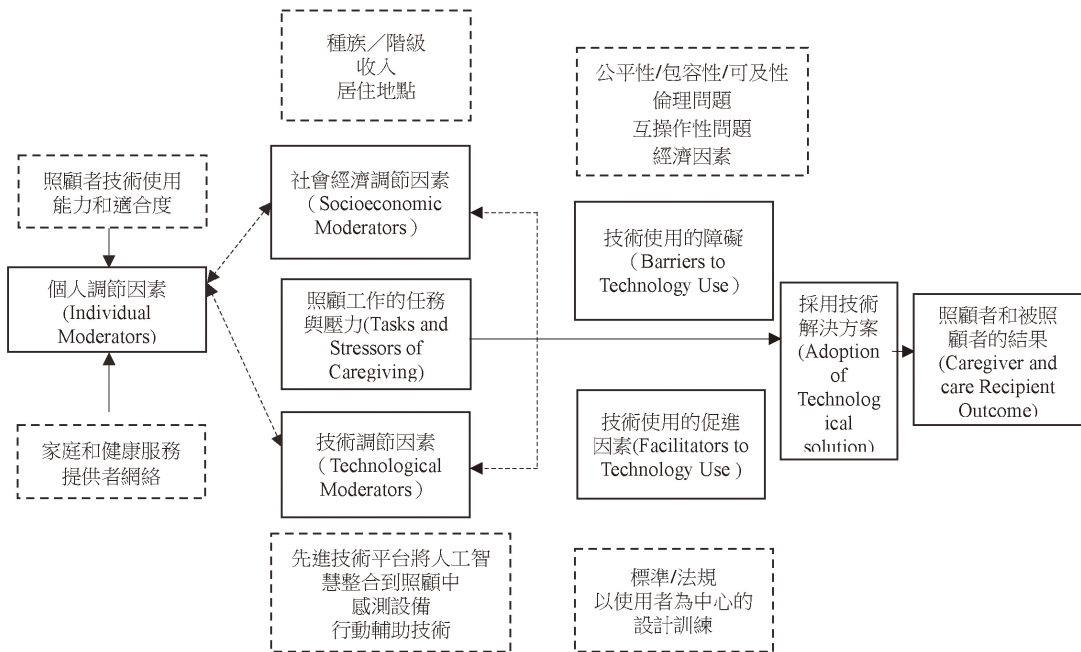 種族／階級
收入
居住地點
公平性/包容性/可及性
倫理問題
互操作性問題
經濟因素
照顧者技術使用
能力和適合度
社會經濟調節因素
（Socioeconomic
Moderators）
技術使用的障礙
（Barriers to
Technology Use）
個人調節因素
(Individual
Moderators)
照顧工作的任務
與壓力(Tasks and
Stressors of
Caregiving)
採用技術
解決方案
(Adoption
of
Technolog
ical
solution)
照顧者和被照
顧者的結果
(Caregiver and
care Recipient
Outcome)
家庭和健康服務
提供者網絡
技術調節因素
（Technological
Moderators）
技術使用的促進
因素(Facilitators to
Technology Use）
先進技術平台將人工智
慧整合到照顧中
感測設備
行動輔助技術
標準/法規
以使用者為中心的
設計訓練